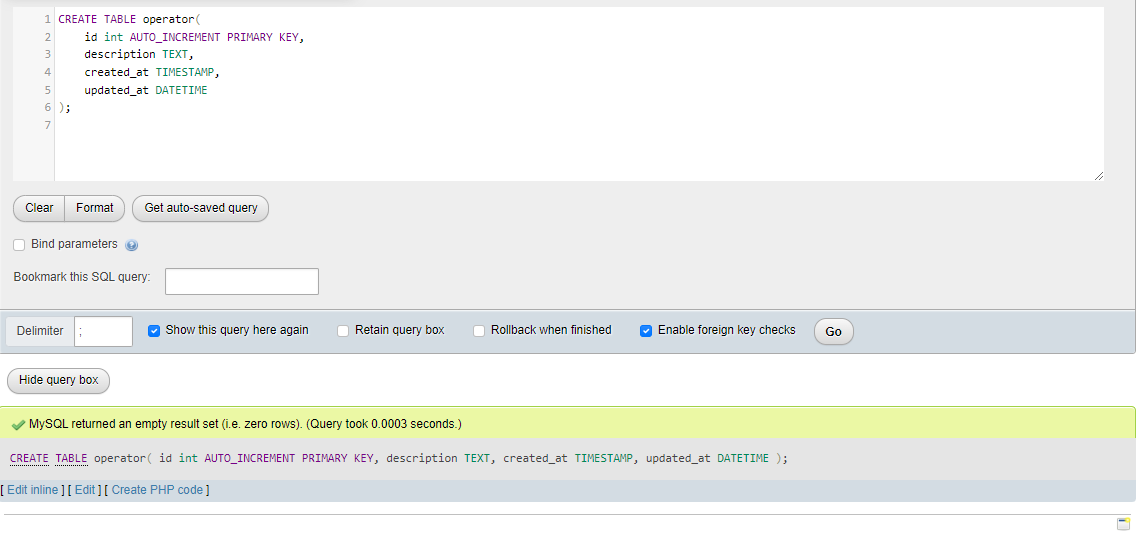 1 CREATE TABLE operator(
2 id int AUTO_INCREMENT PRIMARY KEY,
3 description TEXT,
4 created_at TIMESTAMP,
5 updated_at DATETIME
6 );
7
Clear Format Get auto-saved query
Bind parameters
Bookmark this SQL query:
Delimiter ; Show this query here again Retain query box Rollback when finished Enable foreign key checks Go
Hide query box
MySQL returned an empty result set (i.e. zero rows). (Query took 0.0003 seconds.)
CREATE TABLE operator( id int AUTO_INCREMENT PRIMARY KEY, description TEXT, created_at TIMESTAMP, updated_at DATETIME );
[ Edit inline ] [ Edit ] [ Create PHP code ]